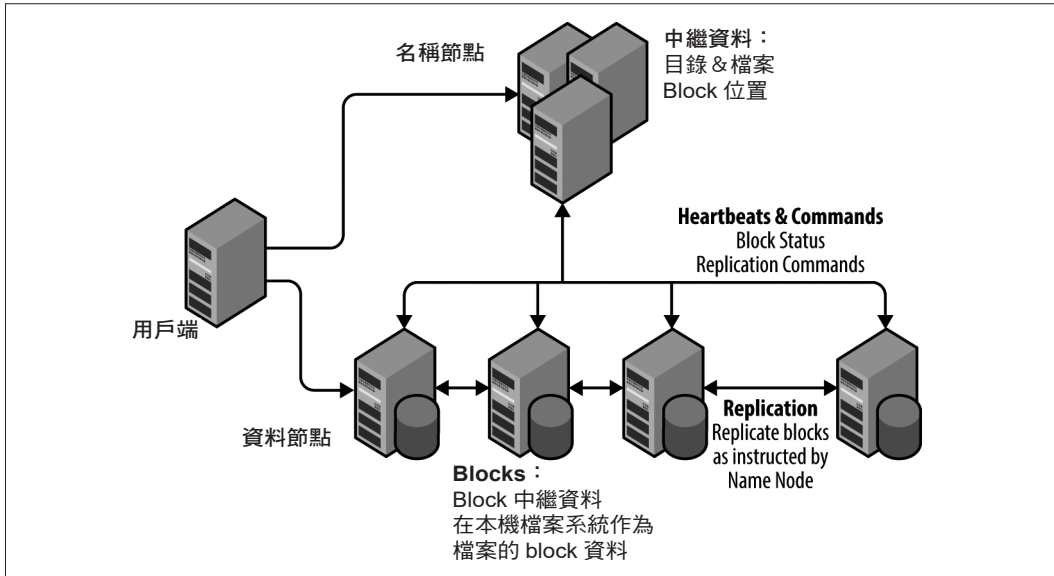 名稱節點
中繼資料：
目錄＆檔案
Block 位置
Heartbeats & Commands
Block Status
Replication Commands
用戶端
資料節點
Replication
Replicate blocks
as instructed by
Name Node
Blocks：
Block 中繼資料
在本機檔案系統作為
檔案的 block 資料